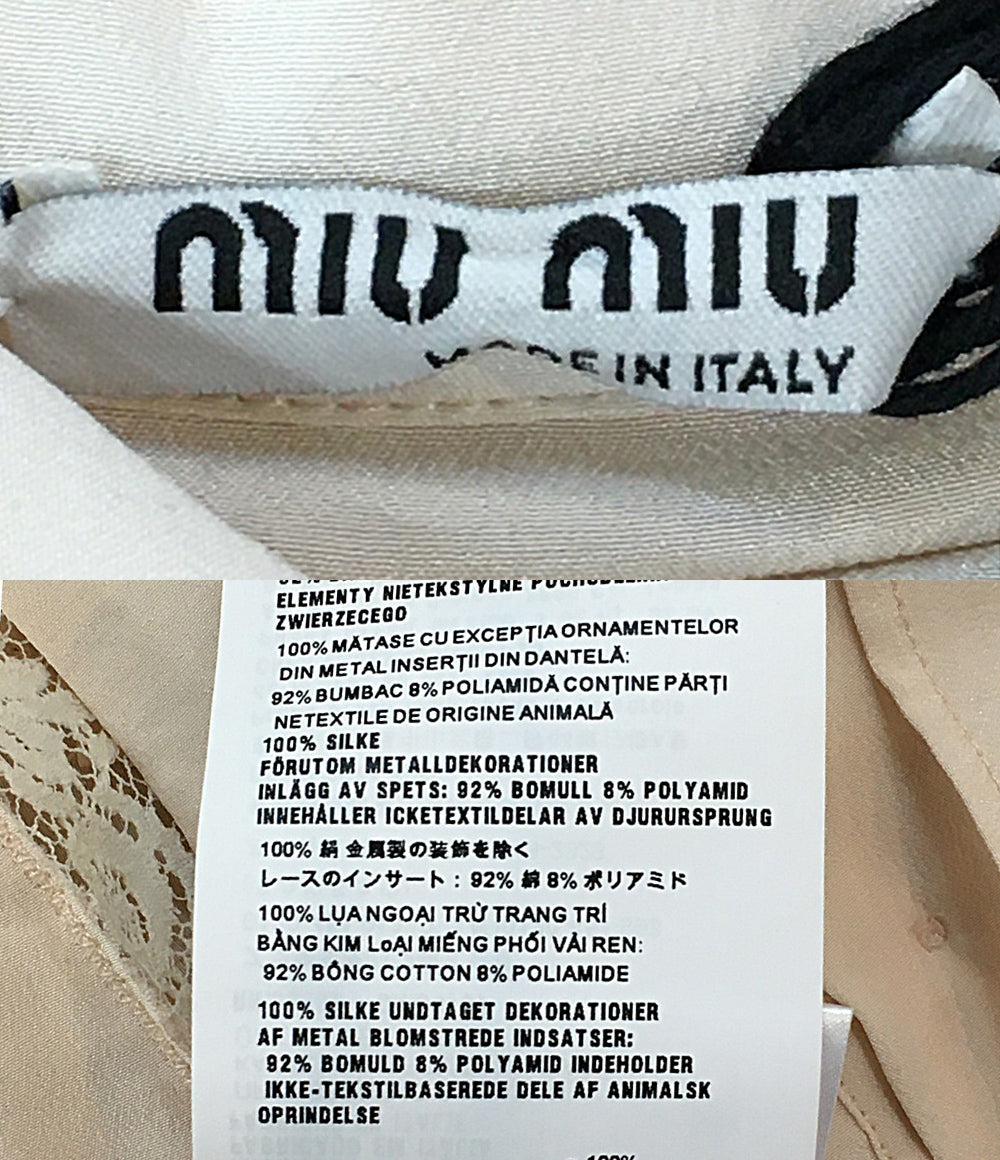 miu miu
MADE IN ITALY
ELEMENTY NIETEKSTYLNE
ZWIERZECEGO
100% MĂTASE CU EXCEPȚIA ORNAMENTELOR
DIN METAL INSERȚII DIN DANTELĂ:
92% BUMBAC 8% POLIAMIDĂ CONȚINE PĂRȚI
NETEXTILE DE ORIGINE ANIMALĂ
100% SILKE
FÖRUTOM METALLDEKORATIONER
INLÄGG AV SPETS: 92% BOMULL 8% POLYAMID
INNEHÅLLER ICKETEXTILDELAR AV DJURURSPRUNG
100% 絹 金属製の装飾を除く
レースのインサート : 92% 綿 8% ポリアミド
100% LỤA NGOẠI TRỪ TRANG TRÍ
BẰNG KIM LoẠI MIẾNG PHỐI VẢI REN:
92% BÔNG COTTON 8% POLIAMIDE
100% SILKE UNDTAGET DEKORATIONER
AF METAL BLOMSTREDE INDSATSER:
92% BOMULD 8% POLYAMID INDEHOLDER
IKKE-TEKSTILBASEREDE DELE AF ANIMALSK
OPRINDELSE
100%